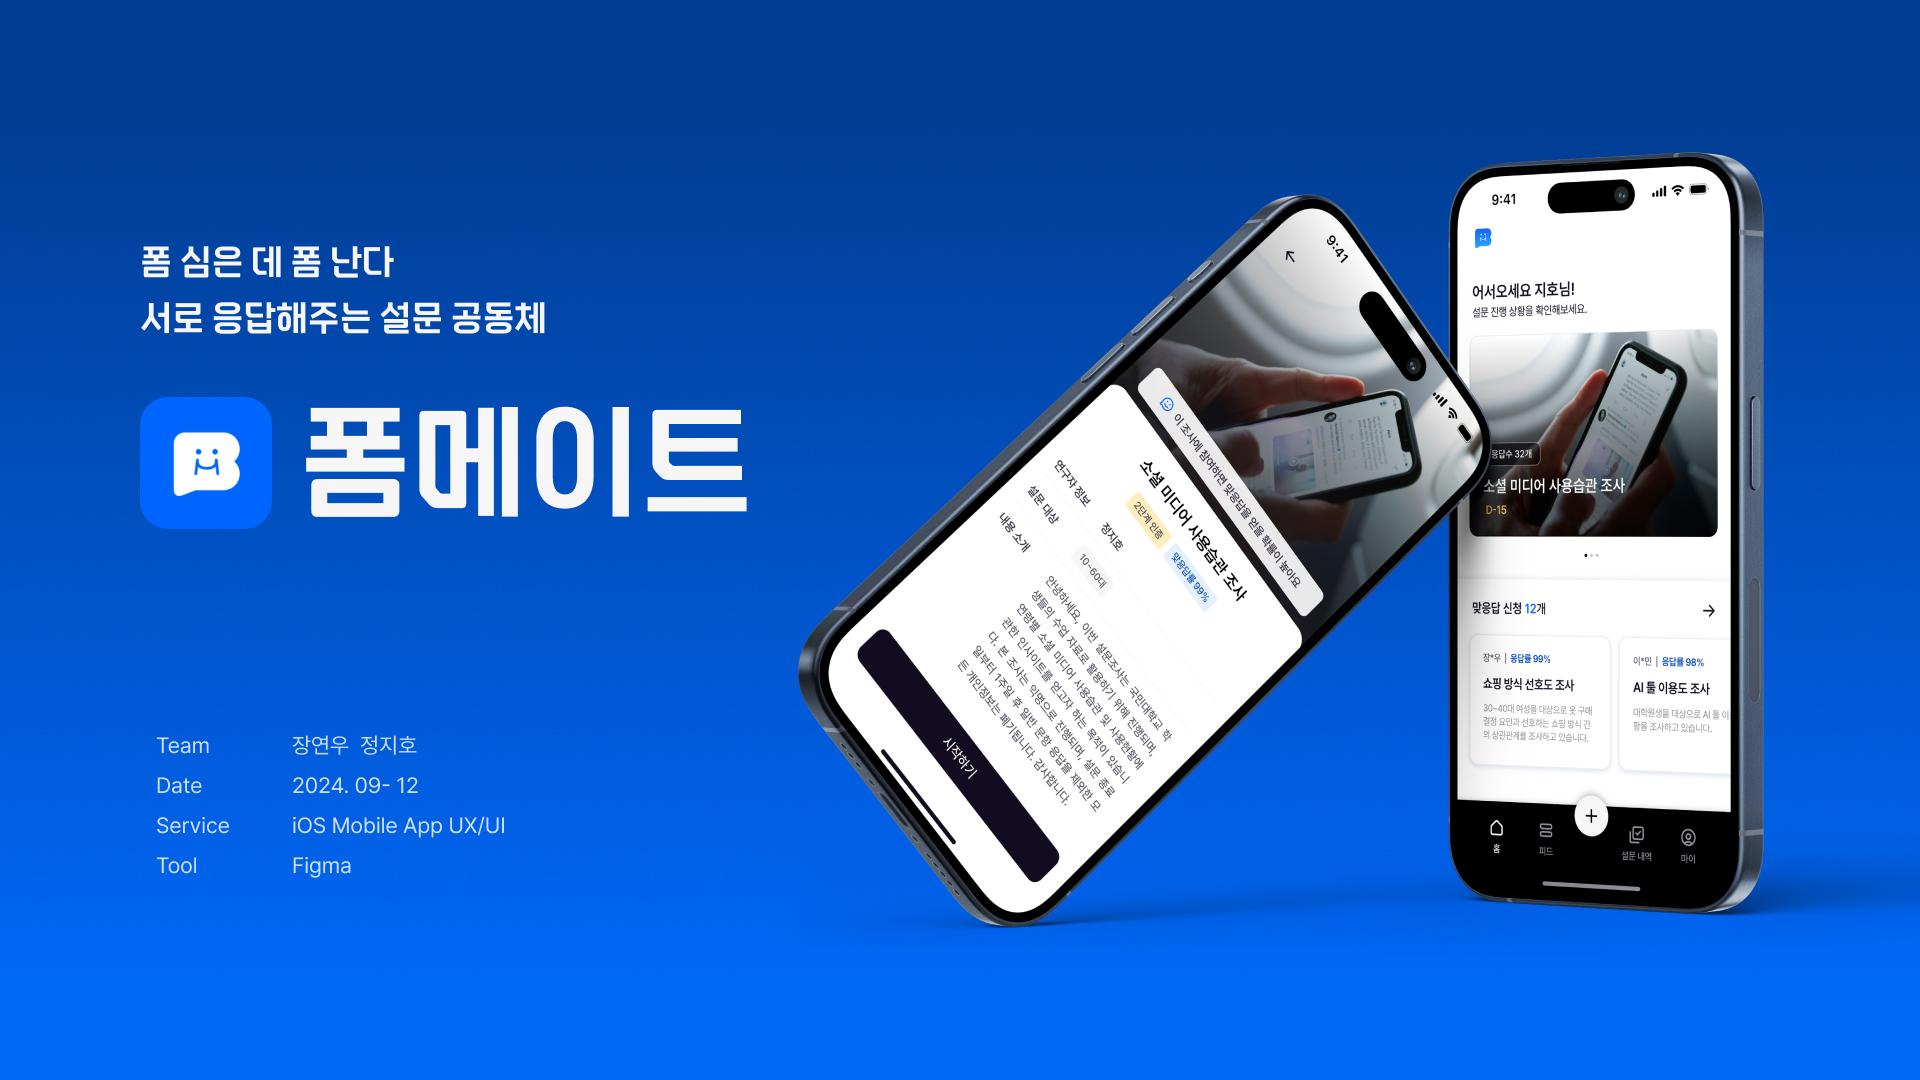 폼 심은 데 폼 난다
서로 응답해주는 설문 공동체
폼메이트
Team 장연우 정지호
Date 2024. 09- 12
Service iOS Mobile App UX/UI
Tool Figma
9:41
이 조사에 참여하면 맞응답을 얻을 확률이 높아요
소셜 미디어 사용습관 조사
2단계 인증 맞응답률 99%
연구자 정보 정지호
설문 대상 10~60대
내용 소개
안녕하세요, 이번 설문조사는 국민대학교 학
생들의 수업 자료로 활용하기 위해 진행되며,
연령별 소셜 미디어 사용습관 및 사용현황에
관한 인사이트를 얻고자 하는 목적이 있습니
다. 본 조사는 익명으로 진행되며, 설문 종료
일부터 1주일 후 일반 문항 응답을 제외한 모
든 개인정보는 폐기됩니다. 감사합니다.
시작하기
9:41
어서오세요 지호님!
설문 진행 상황을 확인해보세요.
응답수 32개
소셜 미디어 사용습관 조사
D-15
맞응답 신청 12개
장*우 | 응답률 99%
쇼핑 방식 선호도 조사
30~40대 여성을 대상으로 옷 구매
결정 요인과 선호하는 쇼핑 방식 간
의 상관관계를 조사하고 있습니다.
이*민 | 응답률 98%
AI 툴 이용도 조사
대학원생을 대상으로 AI 툴 이
황을 조사하고 있습니다.
홈
피드
설문 내역
마이